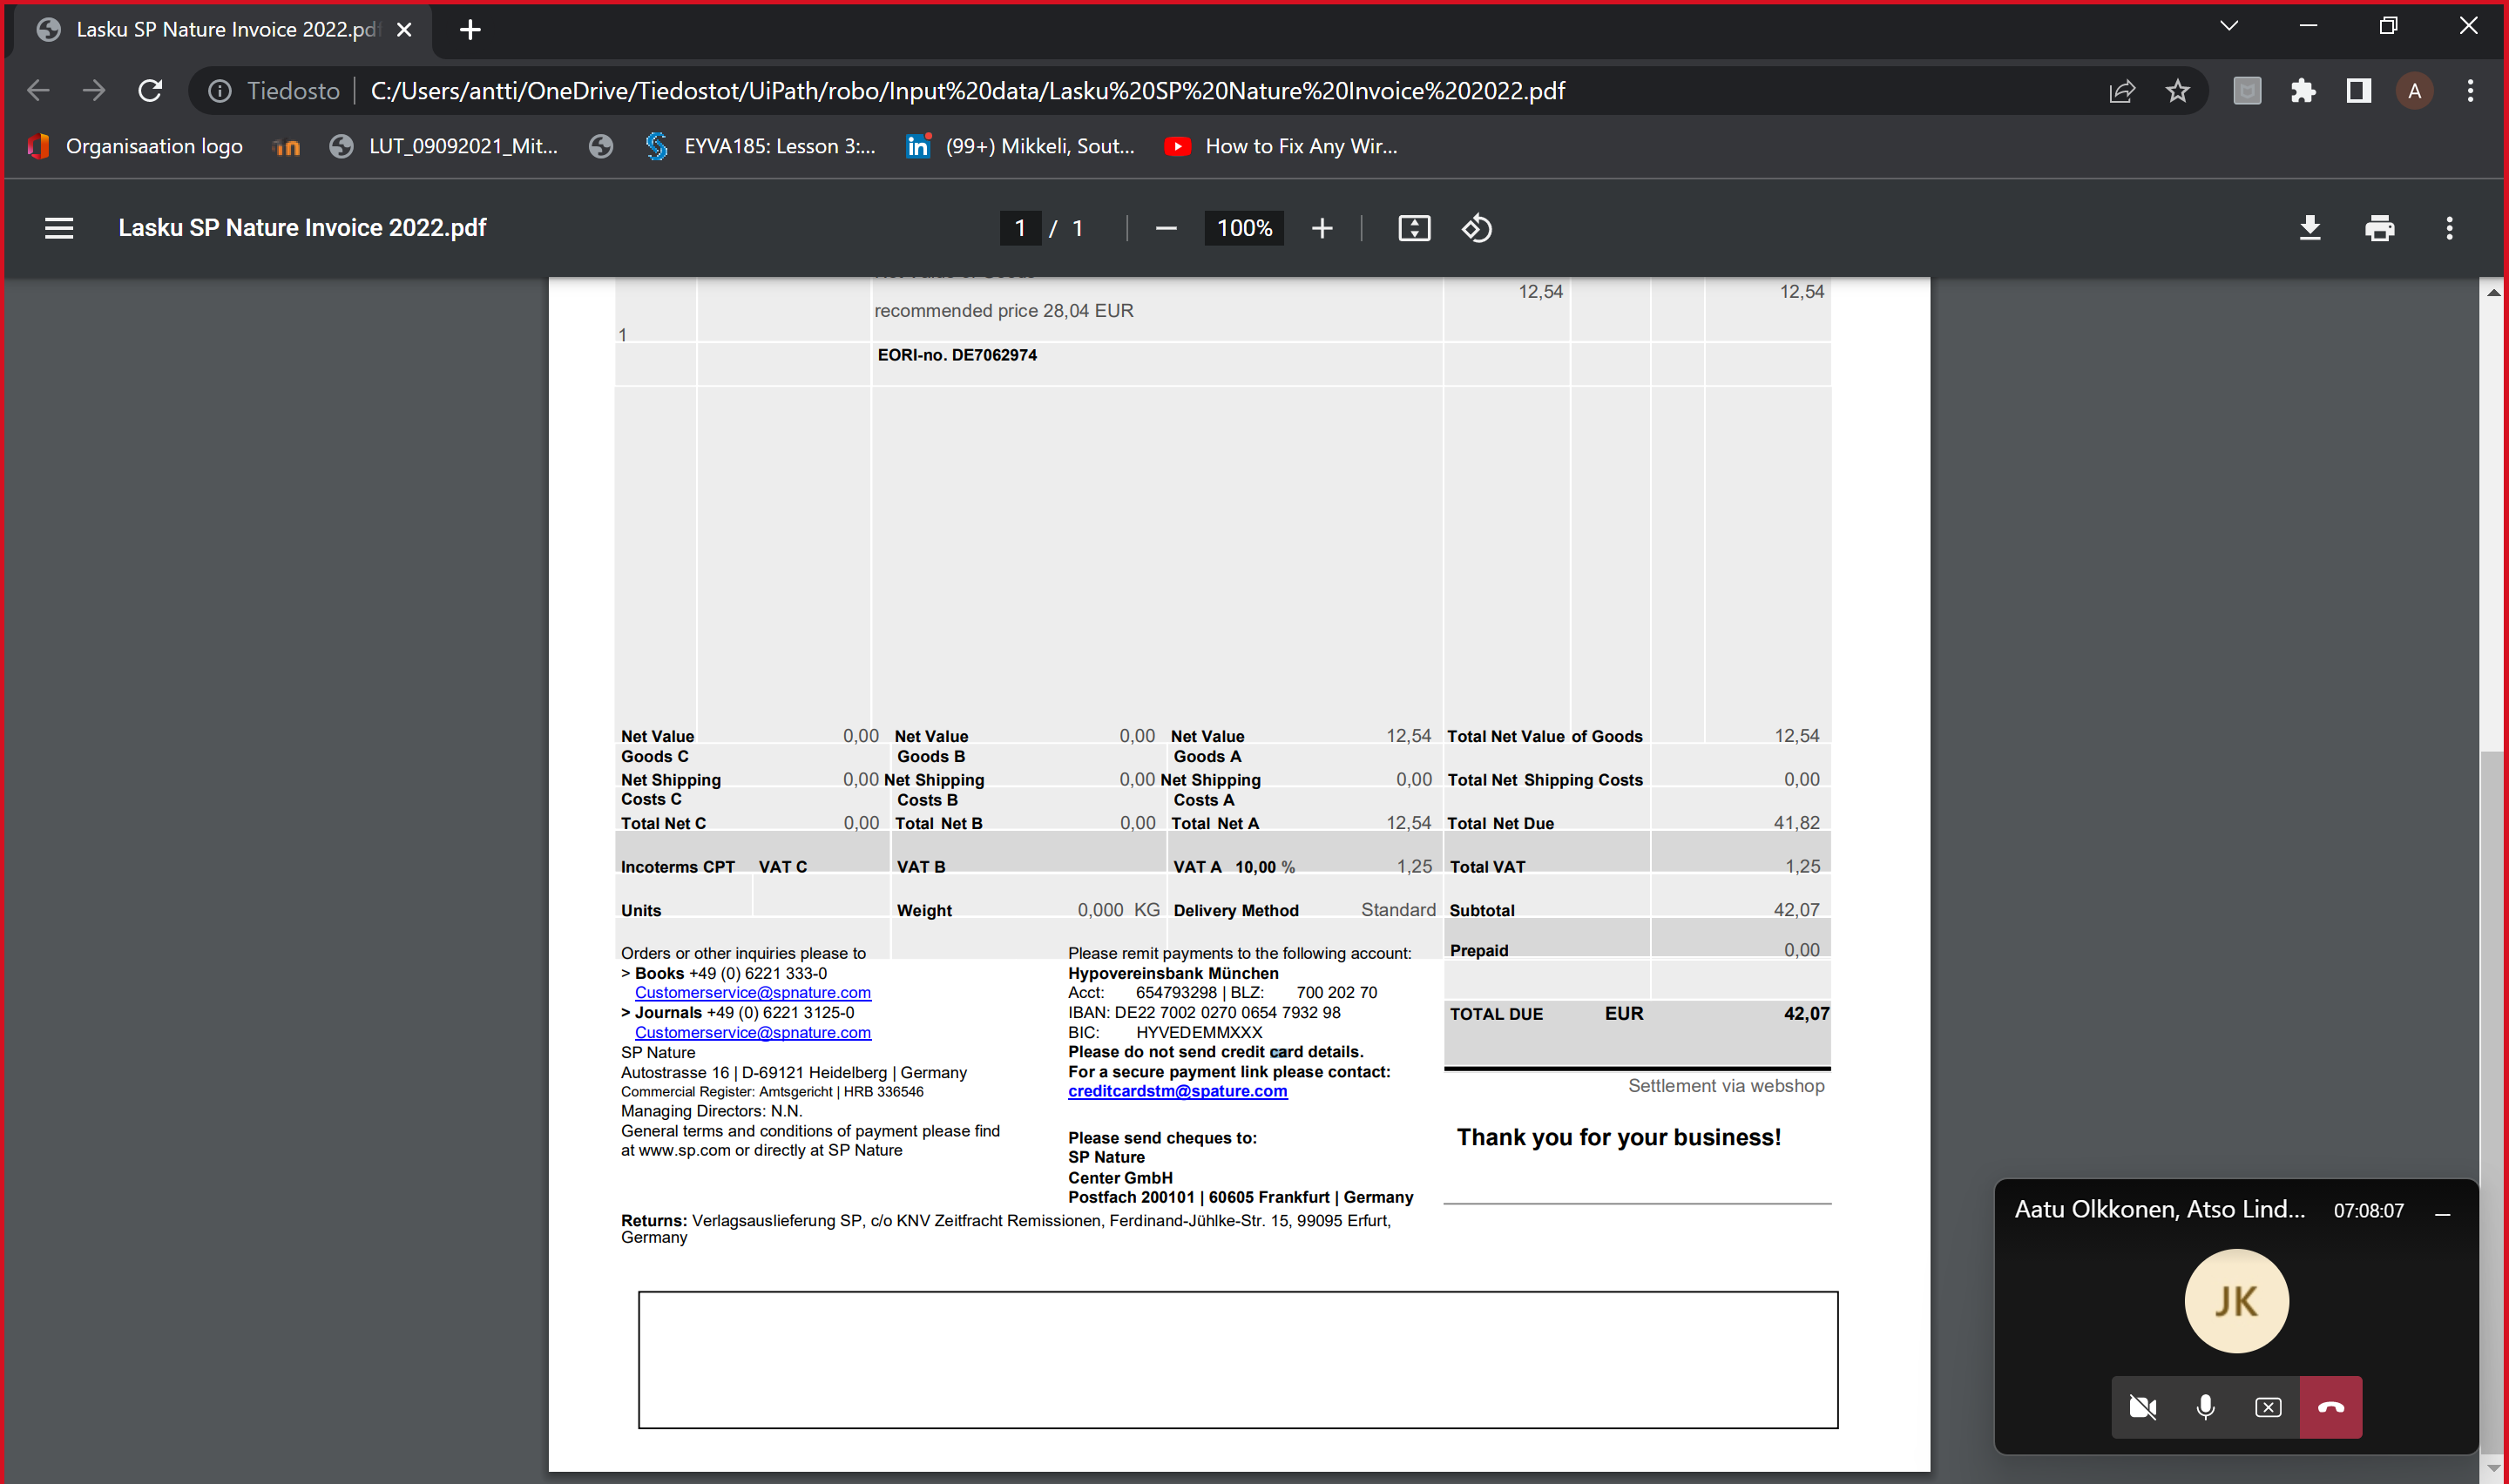 Lasku SP Nature Invoice 2022.pdf
Tiedosto C:/Users/antti/OneDrive/Tiedostot/UiPath/robo/Input%20data/Lasku%20SP%20Nature%20Invoice%202022.pdf A
Organisaation logo LUT_09092021_Mit... EYVA185: Lesson 3:... (99+) Mikkeli, Sout... How to Fix Any Wir...
Lasku SP Nature Invoice 2022.pdf 1 / 1 100%
12,54 12,54
recommended price 28,04 EUR
1
EORI-no. DE7062974
Net Value 0,00 Net Value 0,00 Net Value 12,54 Total Net Value of Goods 12,54
Goods C Goods B Goods A
Net Shipping 0,00 Net Shipping 0,00 Net Shipping 0,00 Total Net Shipping Costs 0,00
Costs C Costs B Costs A
Total Net C 0,00 Total Net B 0,00 Total Net A 12,54 Total Net Due 41,82
Incoterms CPT VAT C VAT B VAT A 10,00 % 1,25 Total VAT 1,25
Units Weight 0,000 KG Delivery Method Standard Subtotal 42,07
Prepaid 0,00
TOTAL DUE EUR 42,07
Settlement via webshop
Thank you for your business!
Orders or other inquiries please to
> Books +49 (0) 6221 333-0
Customerservice@spnature.com
> Journals +49 (0) 6221 3125-0
Customerservice@spnature.com
SP Nature
Autostrasse 16 | D-69121 Heidelberg | Germany
Commercial Register: Amtsgericht | HRB 336546
Managing Directors: N.N.
General terms and conditions of payment please find
at www.sp.com or directly at SP Nature
Please remit payments to the following account:
Hypovereinsbank München
Acct: 654793298 | BLZ: 700 202 70
IBAN: DE22 7002 0270 0654 7932 98
BIC: HYVEDEMMXXX
Please do not send credit card details.
For a secure payment link please contact:
creditcardstm@spature.com
Please send cheques to:
SP Nature
Center GmbH
Postfach 200101 | 60605 Frankfurt | Germany
Returns: Verlagsauslieferung SP, c/o KNV Zeitfracht Remissionen, Ferdinand-Jühlke-Str. 15, 99095 Erfurt,
Germany
Aatu Olkkonen, Atso Lind... 07:08:07
JK